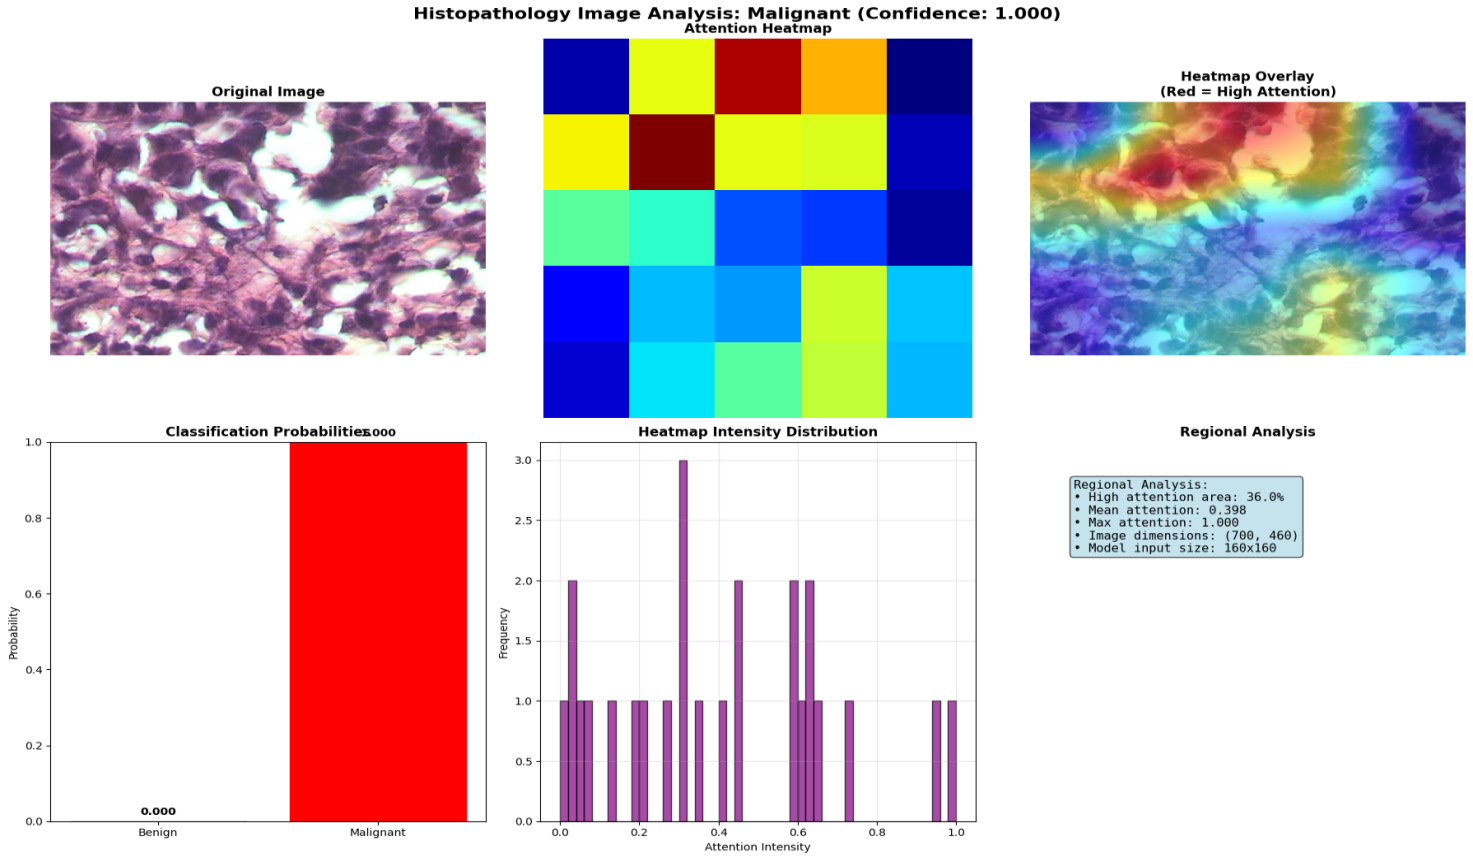 Histopathology Image Analysis: Malignant (Confidence: 1.000)
Original Image
Attention Heatmap
Heatmap Overlay
(Red = High Attention)
Classification Probabilities
1.000
1.0
0.8
0.6
0.4
0.2
0.0
Probability
0.000
Benign
Malignant
Heatmap Intensity Distribution
3.0
2.5
2.0
1.5
1.0
0.5
0.0
Frequency
0.0
0.2
0.4
0.6
0.8
1.0
Attention Intensity
Regional Analysis
Regional Analysis:
• High attention area: 36.0%
• Mean attention: 0.398
• Max attention: 1.000
• Image dimensions: (700, 460)
• Model input size: 160x160